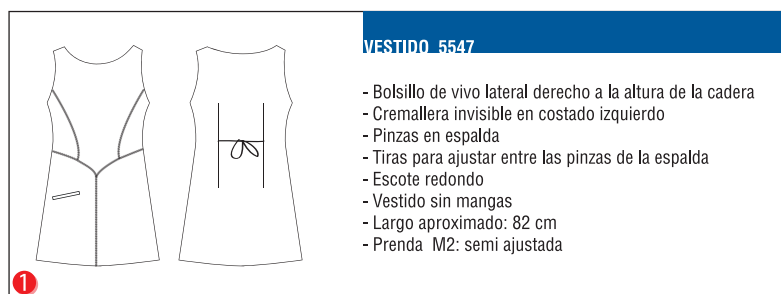 VESTIDO 5547
- Bolsillo de vivo lateral derecho a la altura de la cadera
- Cremallera invisible en costado izquierdo
- Pinzas en espalda
- Tiras para ajustar entre las pinzas de la espalda
- Escote redondo
- Vestido sin mangas
- Largo aproximado: 82 cm
- Prenda M2: semi ajustada
1